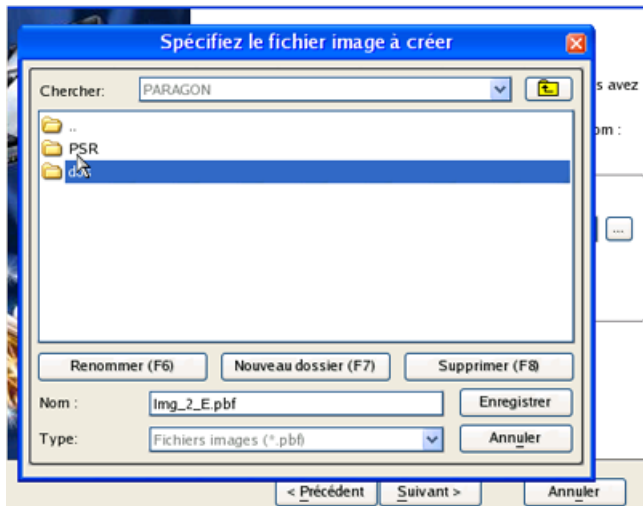 Spécifiez le fichier image à créer
Chercher: PARAGON
s avez
om :
..
PSR
...
Renommer (F6) Nouveau dossier (F7) Supprimer (F8)
Nom : Img_2_E.pbf Enregistrer
Type: Fichiers images (*.pbf) Annuler
< Précédent Suivant > Annuler